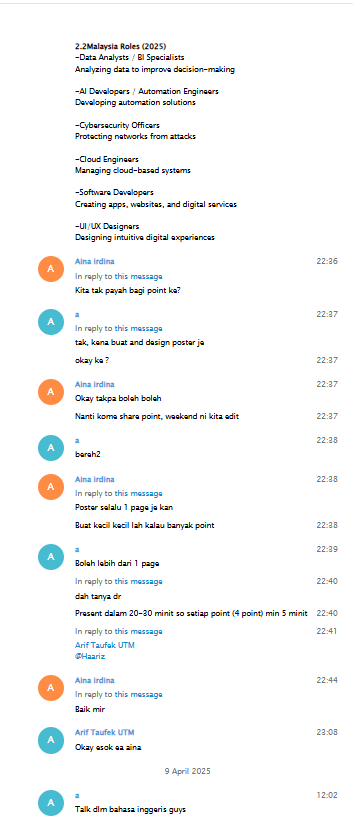 2.2Malaysia Roles (2025)
-Data Analysts / BI Specialists
Analyzing data to improve decision-making
-AI Developers / Automation Engineers
Developing automation solutions
-Cybersecurity Officers
Protecting networks from attacks
-Cloud Engineers
Managing cloud-based systems
-Software Developers
Creating apps, websites, and digital services
-UI/UX Designers
Designing intuitive digital experiences
A
Aina irdina 22:36
In reply to this message
Kita tak payah bagi point ke?
A
a 22:37
In reply to this message
tak, kena buat and design poster je
okay ke ? 22:37
A
Aina irdina 22:37
Okay takpa boleh boleh
Nanti kome share point, weekend ni kita edit 22:37
A
a 22:38
bereh2
A
Aina irdina 22:38
In reply to this message
Poster selalu 1 page je kan
Buat kecil kecil lah kalau banyak point 22:38
A
a 22:39
Boleh lebih dari 1 page
In reply to this message 22:40
dah tanya dr
Present dalam 20-30 minit so setiap point (4 point) min 5 minit 22:40
In reply to this message 22:41
Arif Taufek UTM
@Haariz
A
Aina irdina 22:44
In reply to this message
Baik mir
A
Arif Taufek UTM 23:08
Okay esok ea aina
9 April 2025
A
a 12:02
Talk dlm bahasa inggeris guys